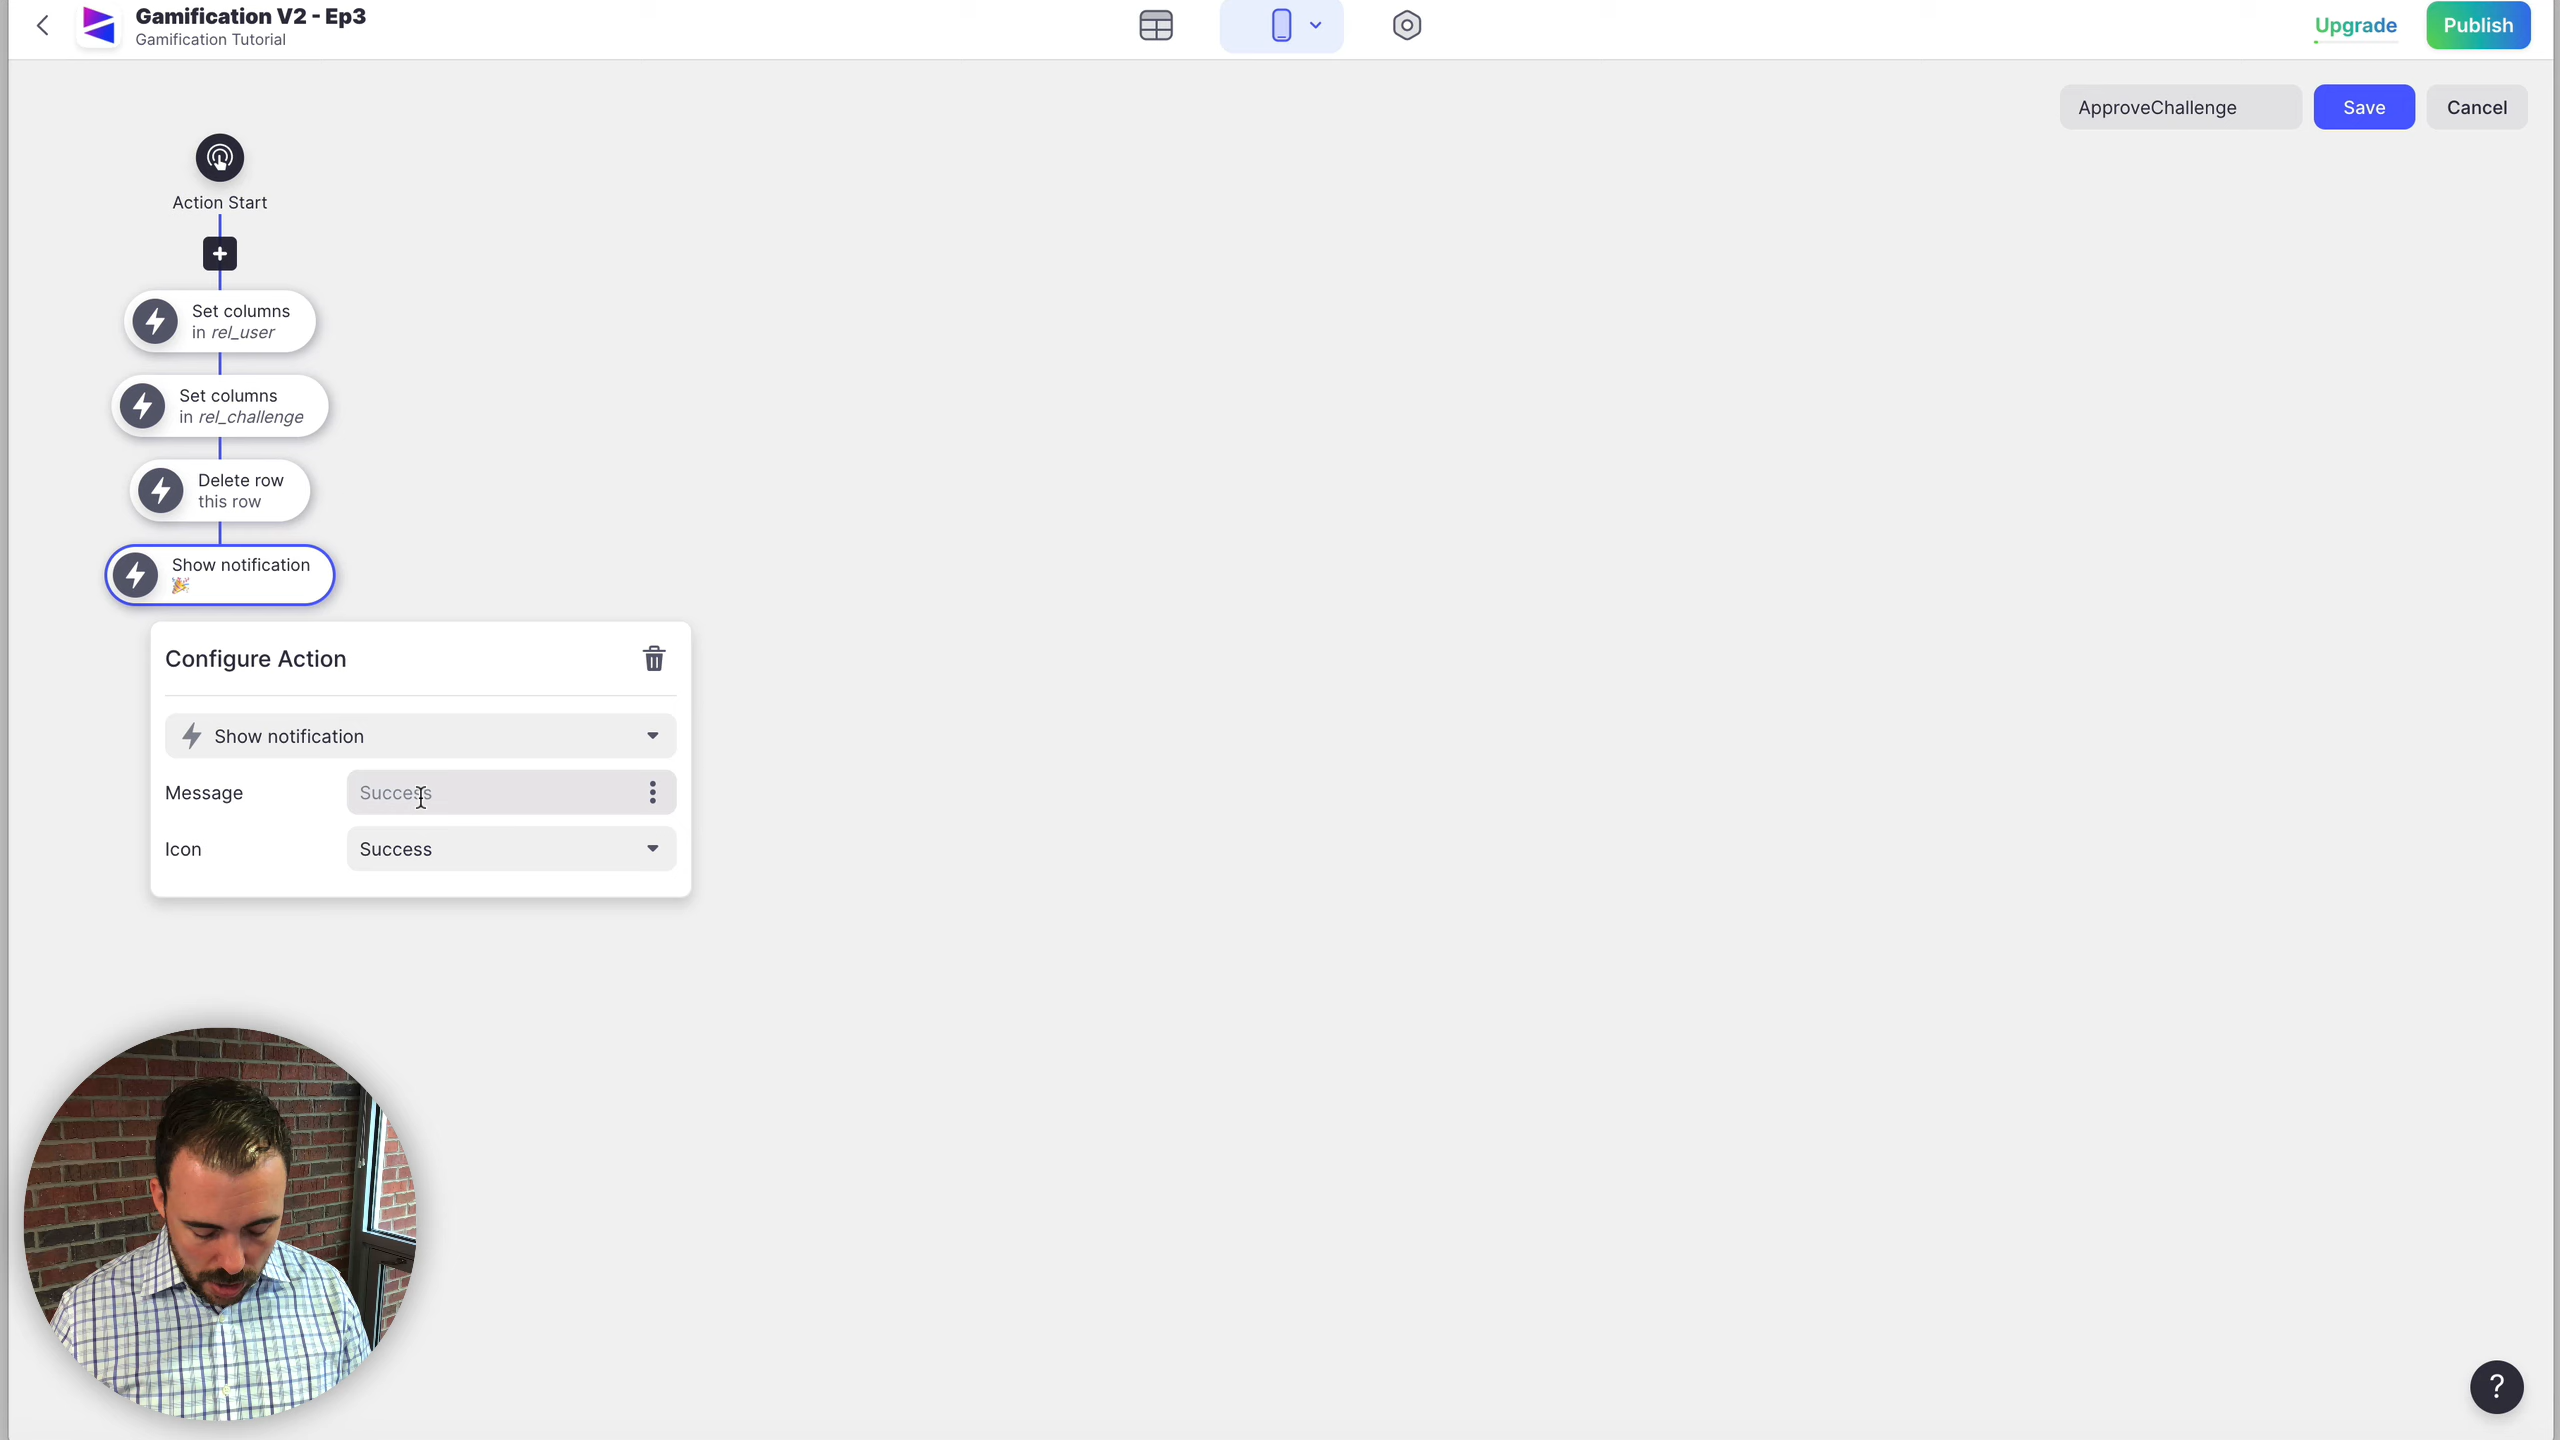 Gamification V2 - Ep3
Gamification Tutorial
Upgrade
Publish
ApproveChallenge
Save
Cancel
Action Start
Set columns
in rel_user
Set columns
in rel_challenge
Delete row
this row
Show notification
🎉
Configure Action
Show notification
Message
Success
Icon
Success
?